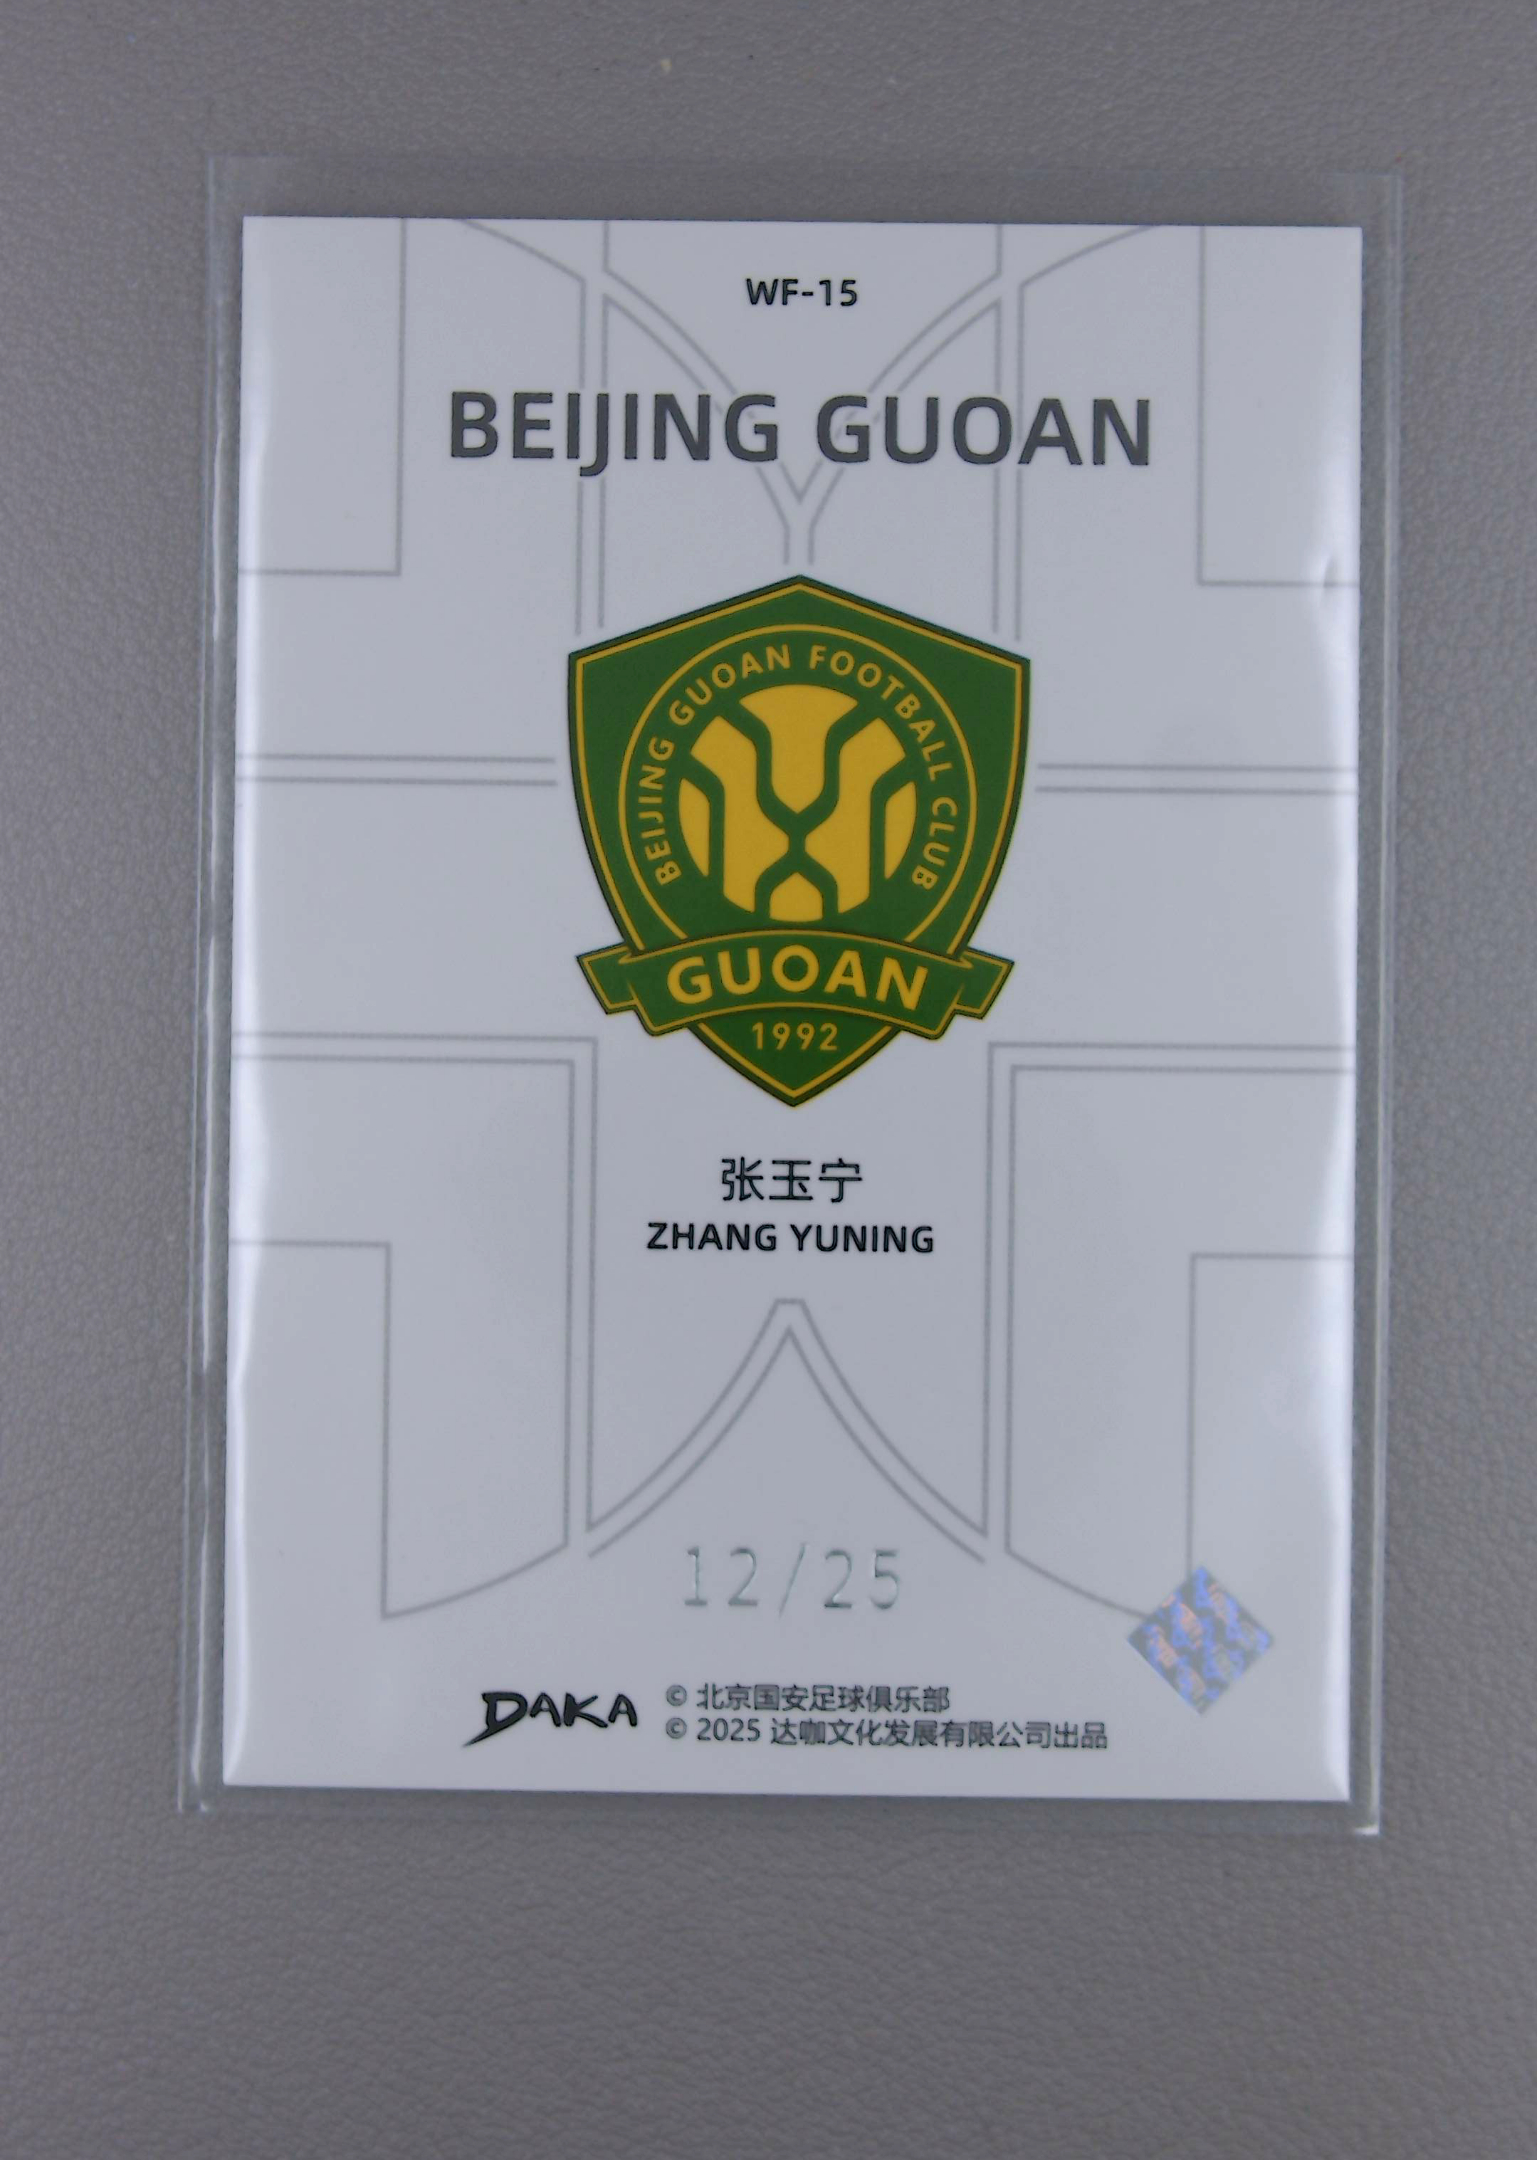 WF-15
BEIJING GUOAN
BEIJING GUOAN FOOTBALL CLUB
GUOAN
1992
张玉宁
ZHANG YUNING
12/25
DAKA
© 北京国安足球俱乐部
© 2025 达咖文化发展有限公司出品